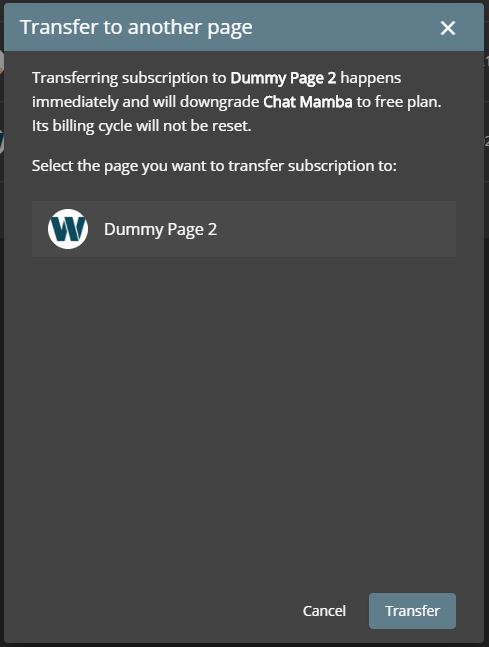 Transfer to another page
Transferring subscription to Dummy Page 2 happens
immediately and will downgrade Chat Mamba to free plan.
Its billing cycle will not be reset.
Select the page you want to transfer subscription to:
W Dummy Page 2
Cancel Transfer